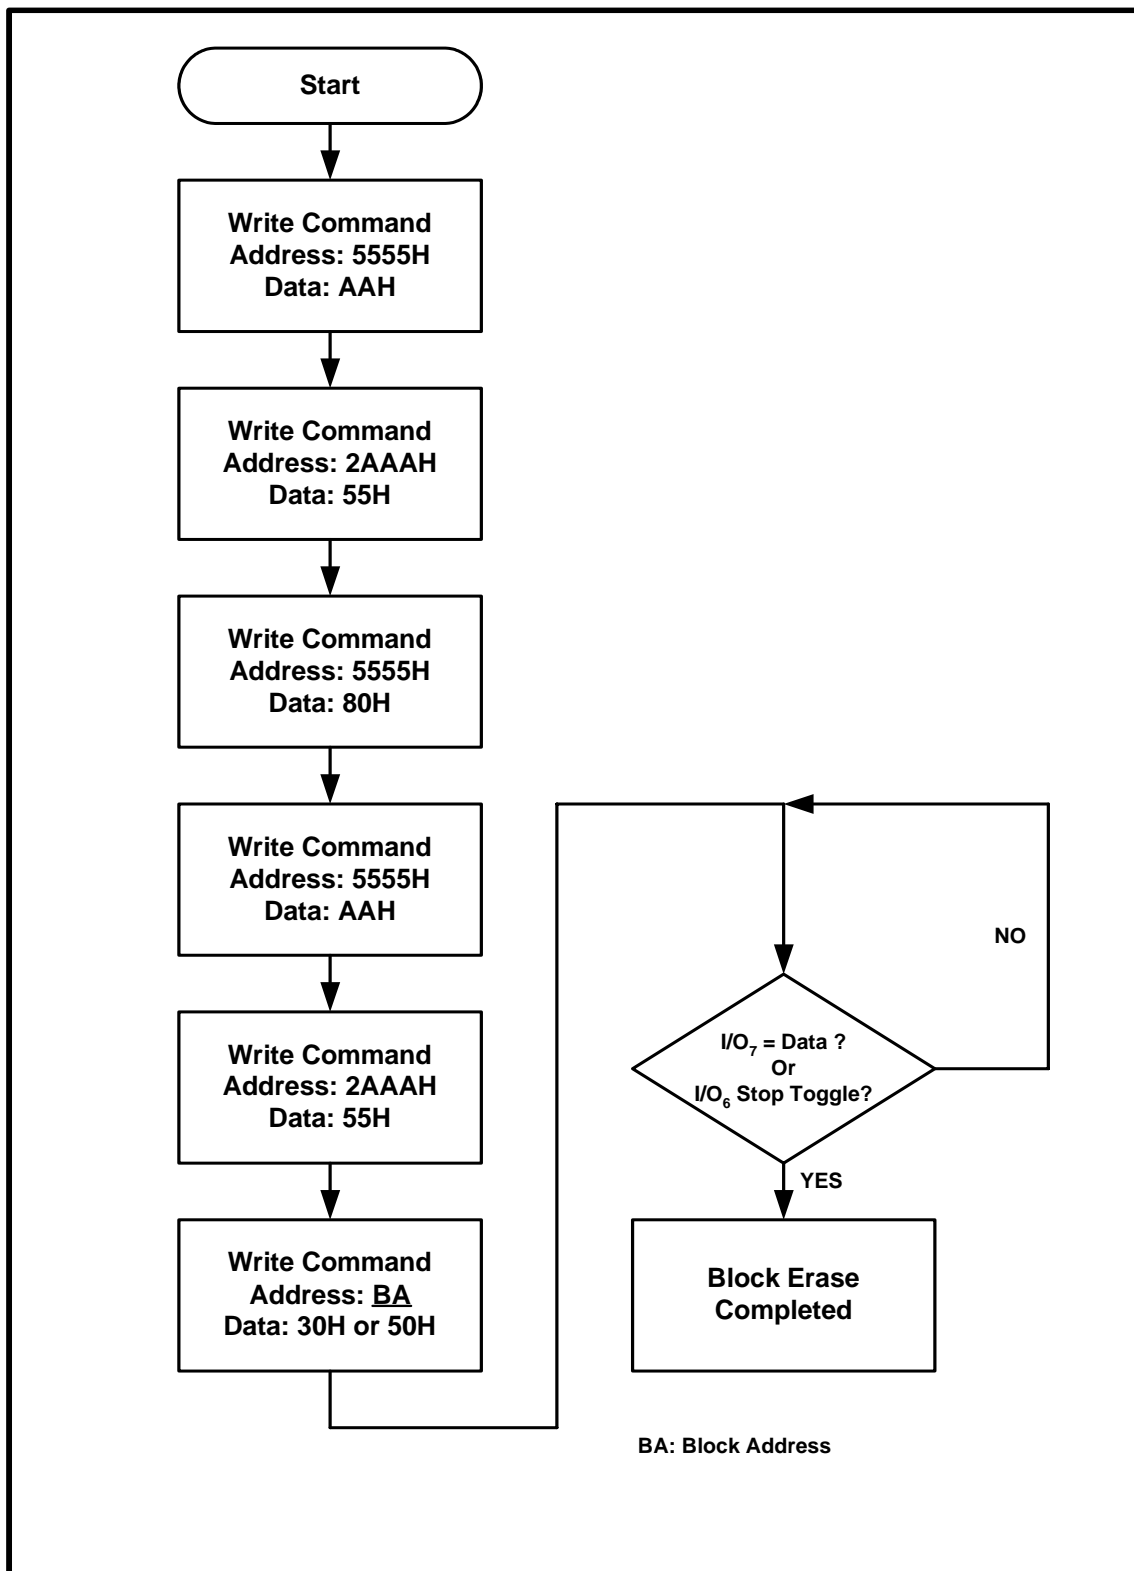 Start
Write Command
Address: 5555H
Data: AAH
Write Command
Address: 2AAAH
Data: 55H
Write Command
Address: 5555H
Data: 80H
Write Command
Address: 5555H
Data: AAH
Write Command
Address: 2AAAH
Data: 55H
Write Command
Address: BA
Data: 30H or 50H
NO
I/O7 = Data ?
Or
I/O6 Stop Toggle?
YES
Block Erase
Completed
BA: Block Address